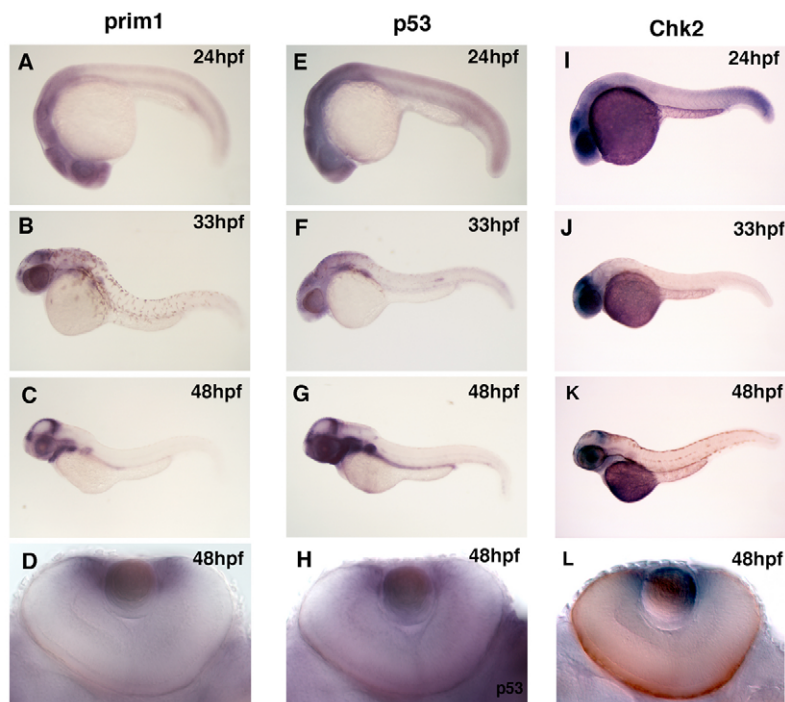 prim1 p53 Chk2
A 24hpf E 24hpf I 24hpf
B 33hpf F 33hpf J 33hpf
C 48hpf G 48hpf K 48hpf
D 48hpf H 48hpf L 48hpf
p53